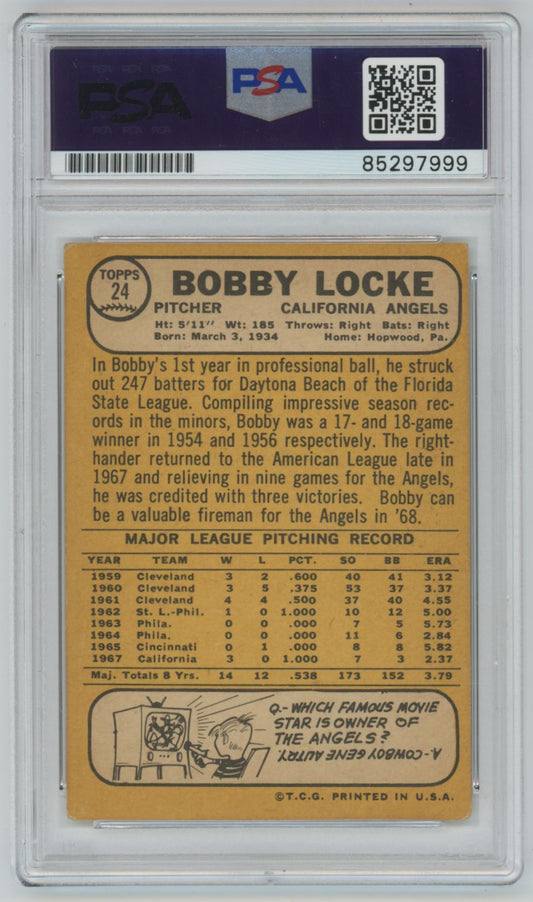 PSA PSA PSA
PSA
PSA PSA PSA
PSA
85297999
TOPPS
24
BOBBY LOCKE
PITCHER CALIFORNIA ANGELS
Ht: 5'11" Wt: 185 Throws: Right Bats: Right
Born: March 3, 1934 Home: Hopwood, Pa.
In Bobby's 1st year in professional ball, he struck
out 247 batters for Daytona Beach of the Florida
State League. Compiling impressive season rec-
ords in the minors, Bobby was a 17- and 18-game
winner in 1954 and 1956 respectively. The right-
hander returned to the American League late in
1967 and relieving in nine games for the Angels,
he was credited with three victories. Bobby can
be a valuable fireman for the Angels in '68.
MAJOR LEAGUE PITCHING RECORD
YEAR TEAM W L PCT. SO BB ERA
1959 Cleveland 3 2 .600 40 41 3.12
1960 Cleveland 3 5 .375 53 37 3.37
1961 Cleveland 4 4 .500 37 40 4.55
1962 St. L.-Phil. 1 0 1.000 10 12 5.00
1963 Phila. 0 0 .000 7 5 5.73
1964 Phila. 0 0 .000 11 6 2.84
1965 Cincinnati 0 1 .000 8 8 5.82
1967 California 3 0 1.000 7 3 2.37
Maj. Totals 8 Yrs. 14 12 .538 173 152 3.79
Q.-WHICH FAMOUS MOVIE
STAR IS OWNER OF
THE ANGELS?
A. COWBOY GENE AUTRY.
©T.C.G. PRINTED IN U.S.A.